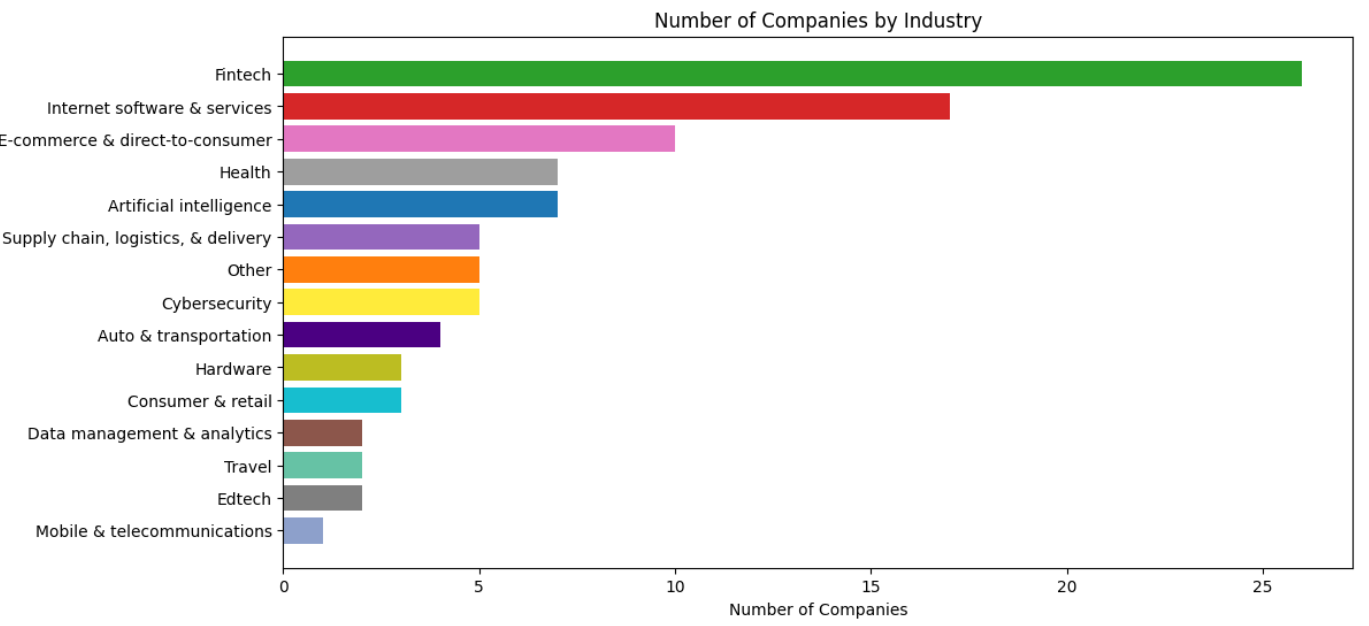 Number of Companies by Industry
Fintech
Internet software & services
E-commerce & direct-to-consumer
Health
Artificial intelligence
Supply chain, logistics, & delivery
Other
Cybersecurity
Auto & transportation
Hardware
Consumer & retail
Data management & analytics
Travel
Edtech
Mobile & telecommunications
0 5 10 15 20 25
Number of Companies